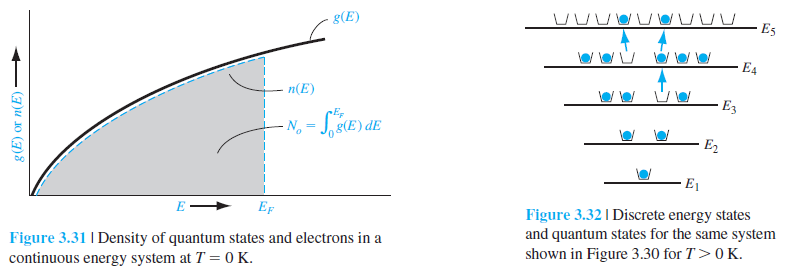 g(E)
n(E)
N₀ = ∫₀^{E_F} g(E) dE
g(E) or n(E)
E
E_F
Figure 3.31 | Density of quantum states and electrons in a
continuous energy system at T = 0 K.
E₅
E₄
E₃
E₂
E₁
Figure 3.32 | Discrete energy states
and quantum states for the same system
shown in Figure 3.30 for T > 0 K.